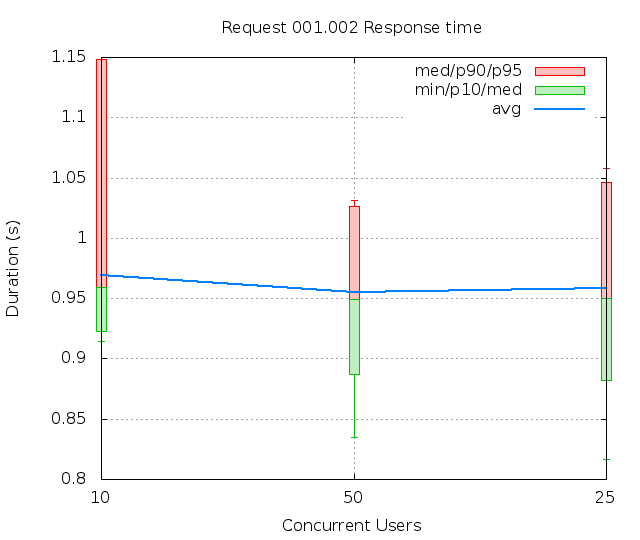 Request 001.002 Response time
1.15
med/p90/p95
min/p10/med
avg
1.1
1.05
1
0.95
0.9
0.85
0.8
Duration (s)
10
50
25
Concurrent Users